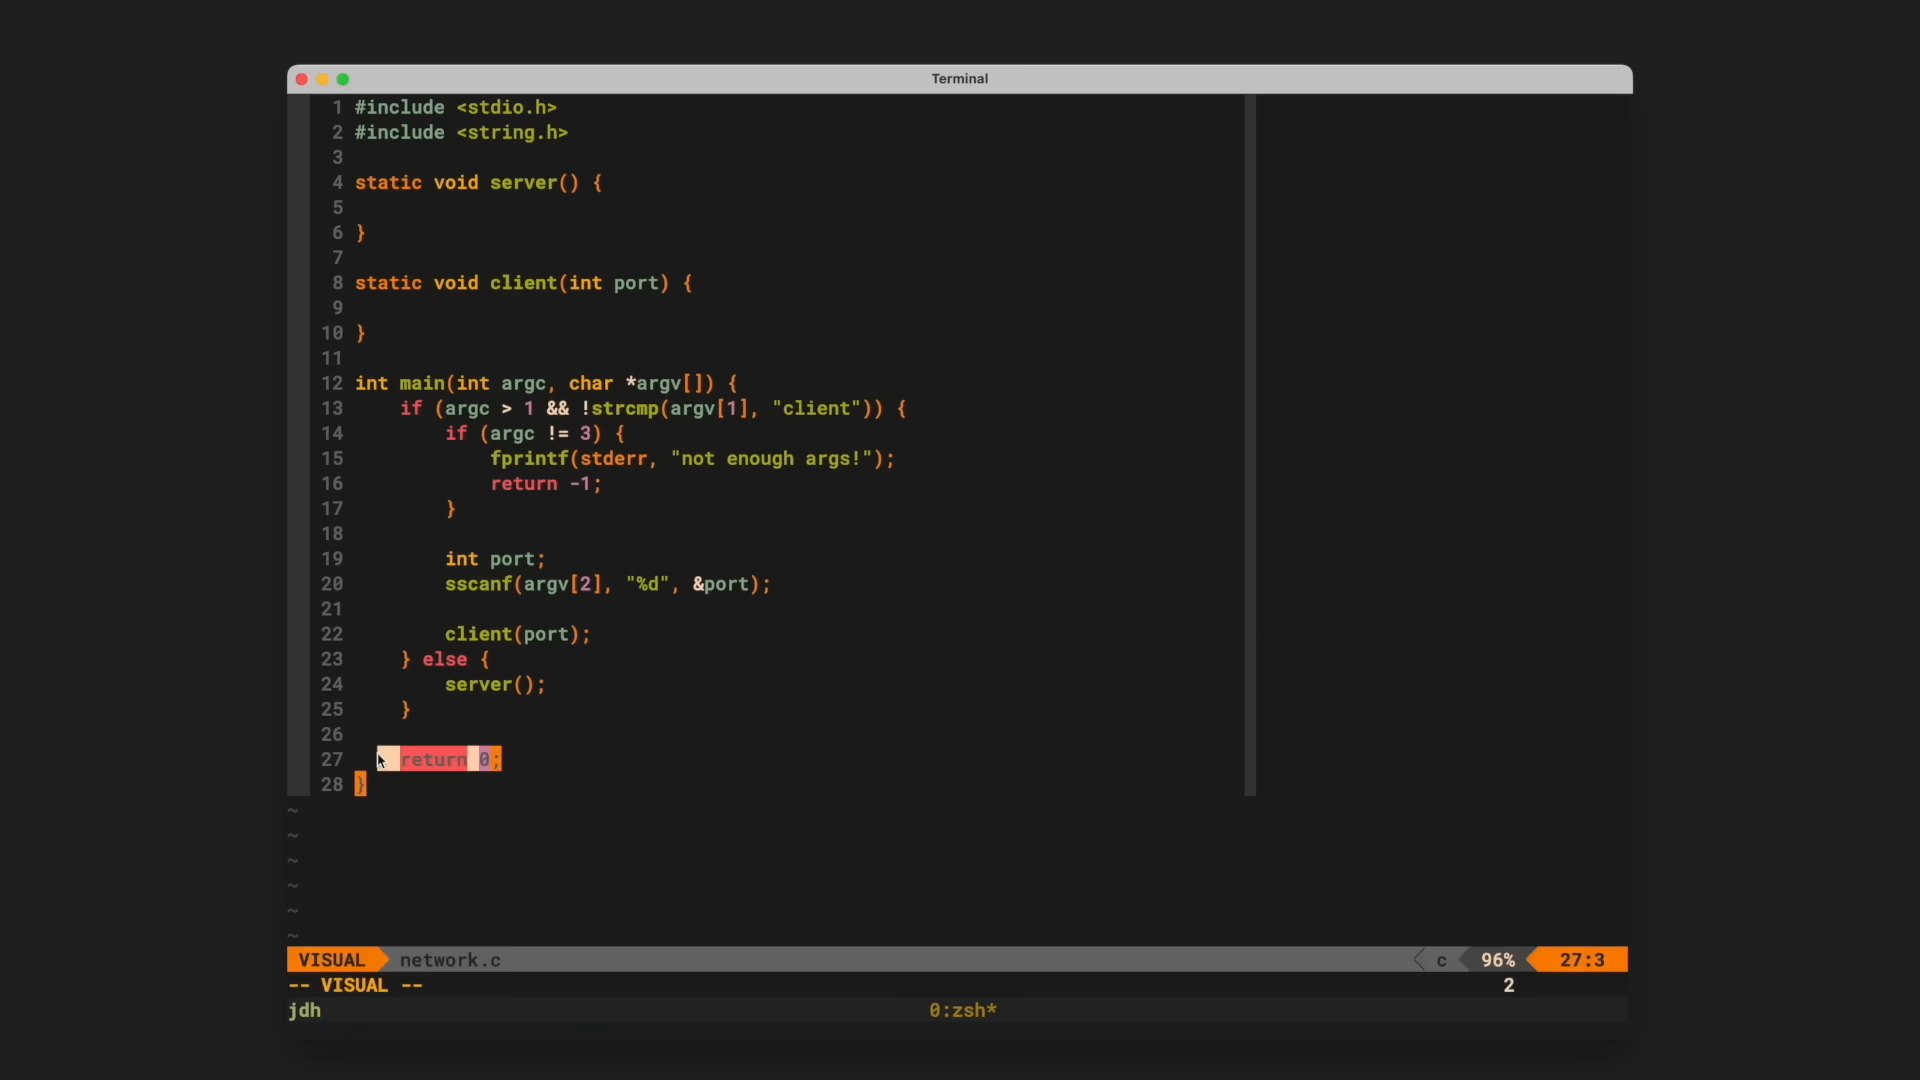 Terminal
1 #include <stdio.h>
2 #include <string.h>
3
4 static void server() {
5
6 }
7
8 static void client(int port) {
9
10 }
11
12 int main(int argc, char *argv[]) {
13     if (argc > 1 && !strcmp(argv[1], "client")) {
14         if (argc != 3) {
15             fprintf(stderr, "not enough args!");
16             return -1;
17         }
18
19         int port;
20         sscanf(argv[2], "%d", &port);
21
22         client(port);
23     } else {
24         server();
25     }
26
27     return 0;
28 }
~
~
~
~
~
~
VISUAL network.c c 96% 27:3
-- VISUAL -- 2
jdh 0:zsh*